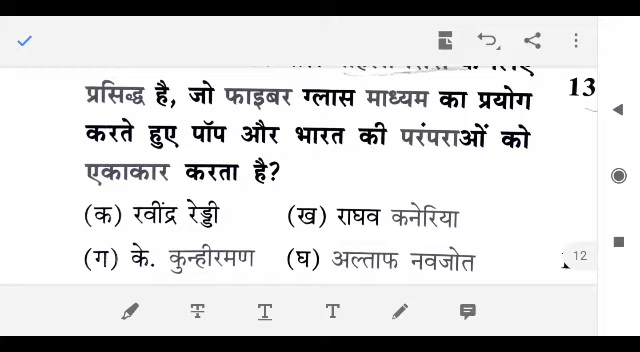 प्रसिद्ध है, जो फाइबर ग्लास माध्यम का प्रयोग
13
करते हुए पॉप और भारत की परंपराओं को
एकाकार करता है?
(क) रवींद्र रेड्डी (ख) राघव कनेरिया
(ग) के. कुन्हीरमण (घ) अल्ताफ नवजोत
12
T T T